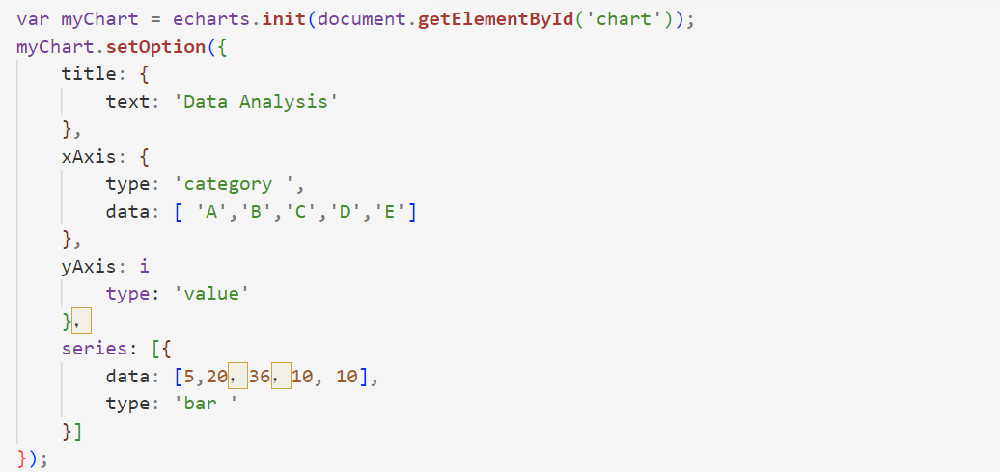 var myChart = echarts.init(document.getElementById('chart'));
myChart.setOption({
    title: {
        text: 'Data Analysis'
    },
    xAxis: {
        type: 'category ',
        data: [ 'A','B','C','D','E']
    },
    yAxis: i
        type: 'value'
    },
    series: [{
        data: [5,20,36,10, 10],
        type: 'bar '
    }]
});